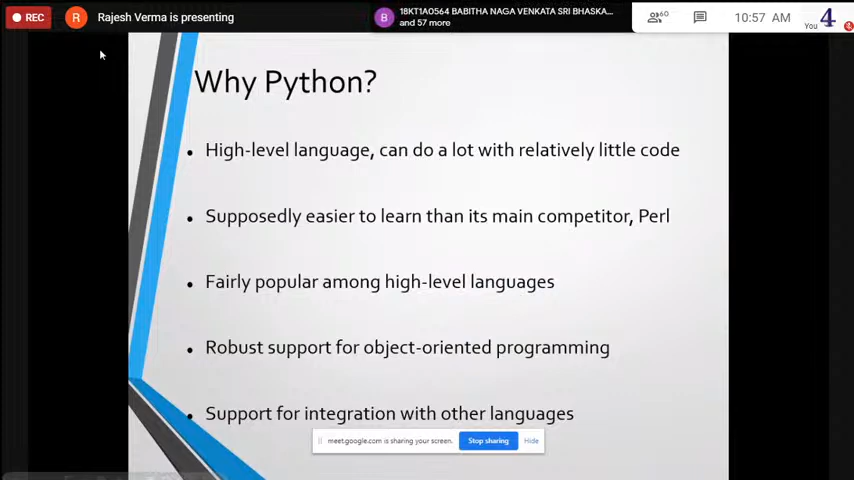 REC
R
Rajesh Verma is presenting
B
18KT1A0564 BABITHA NAGA VENKATA SRI BHASKA...
and 57 more
60
10:57 AM
You
4
Why Python?
• High-level language, can do a lot with relatively little code
• Supposedly easier to learn than its main competitor, Perl
• Fairly popular among high-level languages
• Robust support for object-oriented programming
• Support for integration with other languages
meet.google.com is sharing your screen.
Stop sharing
Hide